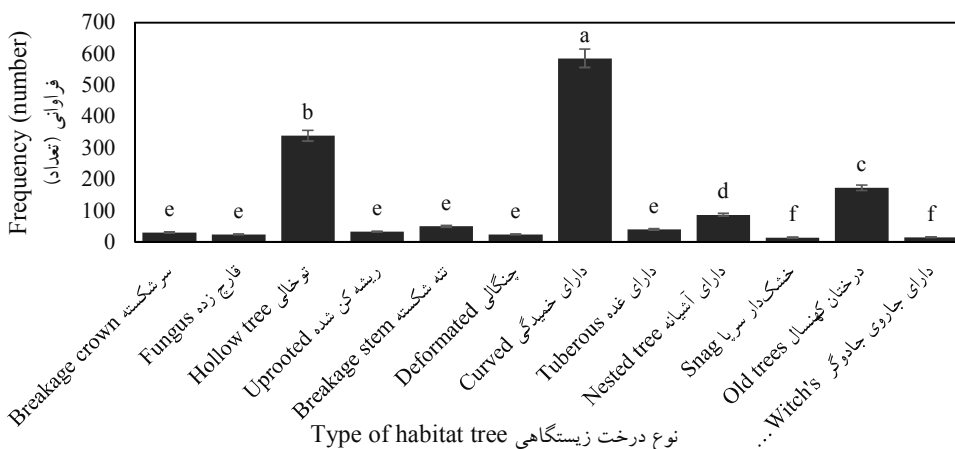 Frequency (number)
فراوانی (تعداد)
700
600
500
400
300
200
100
0
e
e
b
e
e
e
a
e
d
f
c
f
Breakage crown سرشکسته
Fungus قارچ زده
Hollow tree توخالی
Uprooted ریشه کن شده
Breakage stem تنه شکسته
Deformated چنگالی
Curved دارای خمیدگی
Tuberous دارای غده
Nested tree دارای آشیانه
Snag خشک‌دار سرپا
Old trees درختان کهنسال
... Witch's دارای جاروی جادوگر
Type of habitat tree نوع درخت زیستگاهی